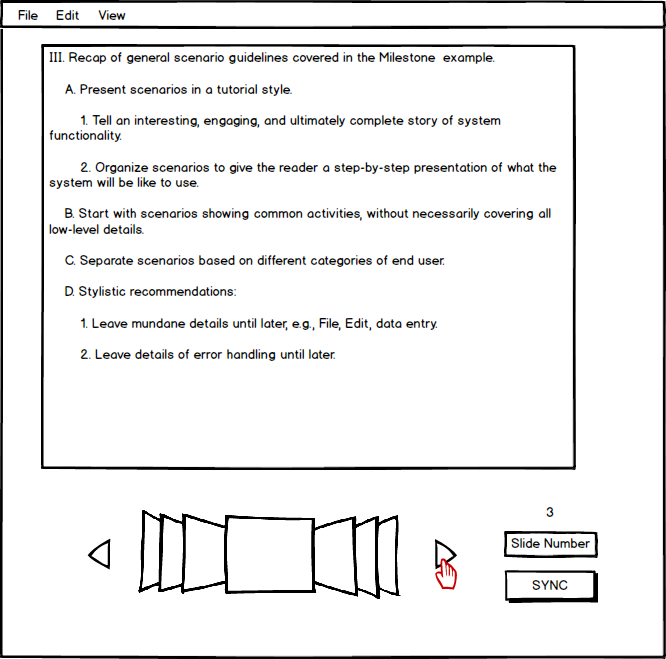 File Edit View
III. Recap of general scenario guidelines covered in the Milestone example.
A. Present scenarios in a tutorial style.
1. Tell an interesting, engaging, and ultimately complete story of system
functionality.
2. Organize scenarios to give the reader a step-by-step presentation of what the
system will be like to use.
B. Start with scenarios showing common activities, without necessarily covering all
low-level details.
C. Separate scenarios based on different categories of end user.
D. Stylistic recommendations:
1. Leave mundane details until later, e.g., File, Edit, data entry.
2. Leave details of error handling until later.
3
Slide Number
SYNC